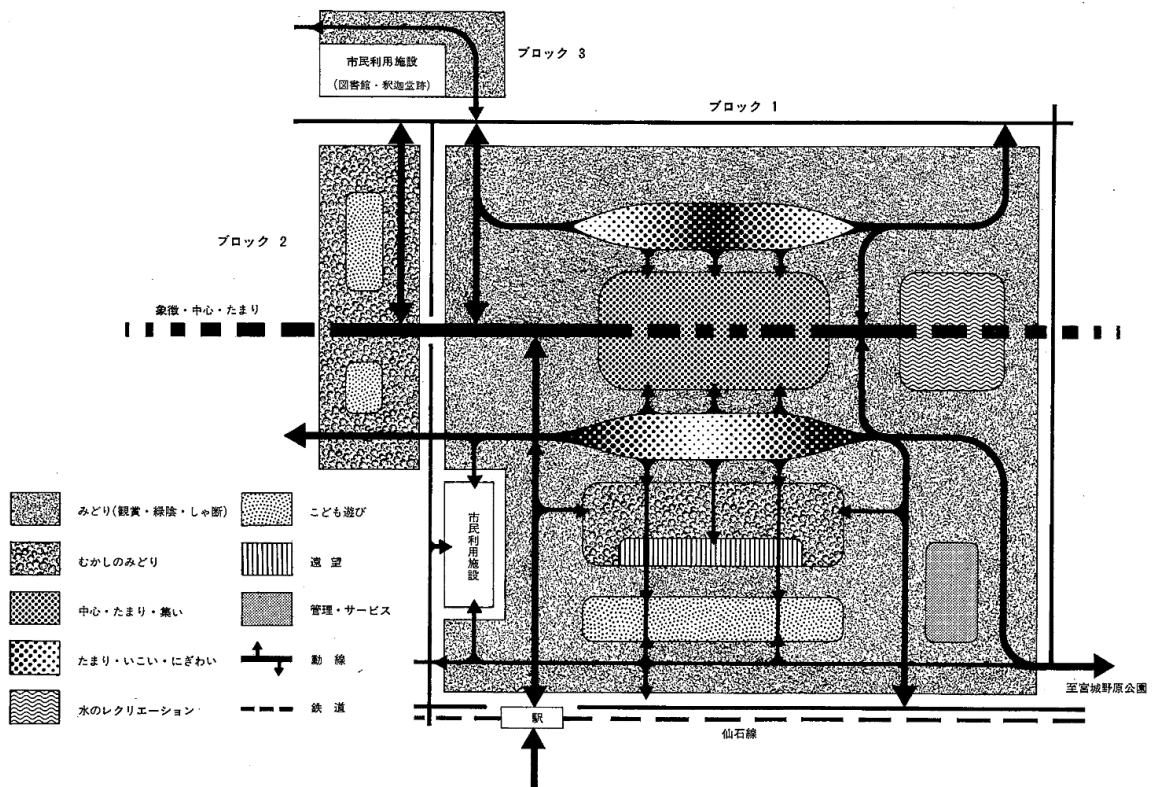 ブロック 3
市民利用施設
(図書館・釈迦堂跡)
ブロック 1
ブロック 2
象徴・中心・たまり
市民利用施設
みどり(観賞・緑陰・しゃ断)
こども遊び
むかしのみどり
遠望
中心・たまり・集い
管理・サービス
たまり・いこい・にぎわい
動線
水のレクリエーション
鉄道
駅
仙石線
至宮城野原公園